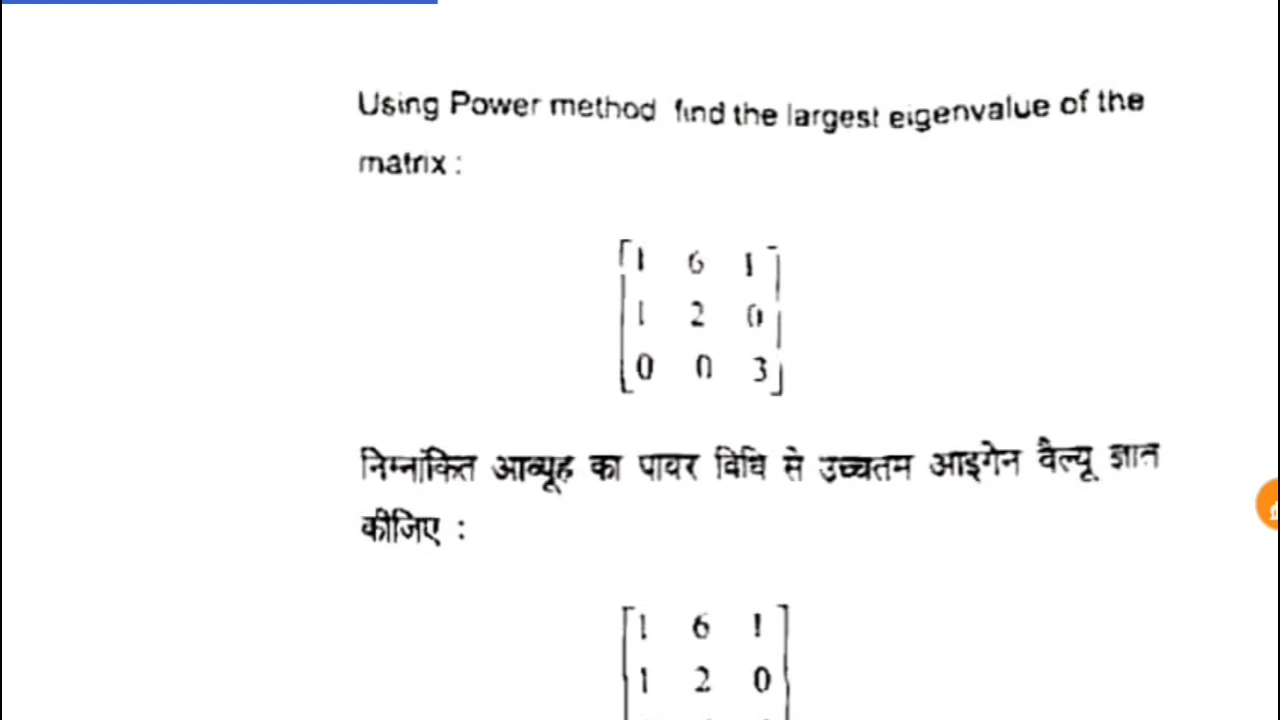 Using Power method find the largest eigenvalue of the
matrix :
1 6 1
1 2 0
0 0 3
निम्नांकित आव्यूह का पावर विधि से उच्चतम आइगेन वैल्यू ज्ञात
कीजिए :
1 6 1
1 2 0